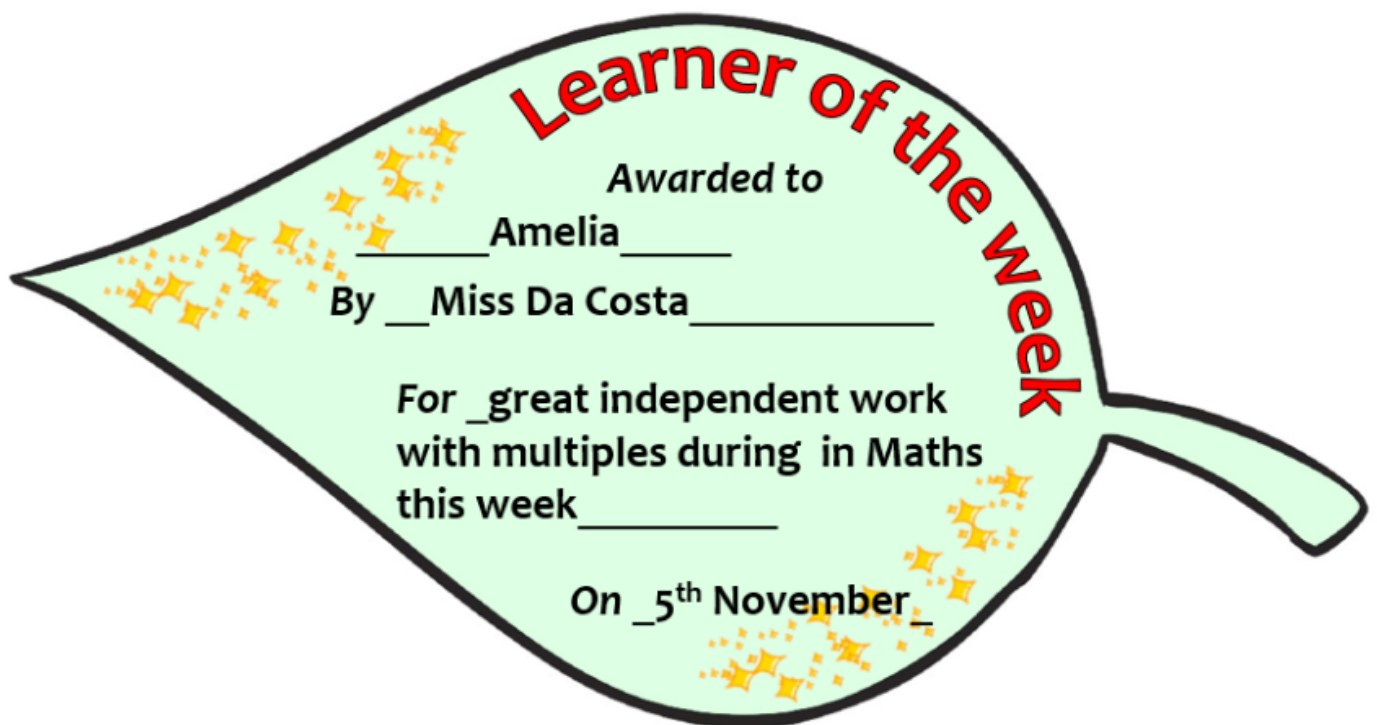 Learner of the week
Awarded to
______Amelia_____
By __Miss Da Costa___________
For _great independent work
with multiples during  in Maths
this week_________
On _5th November_